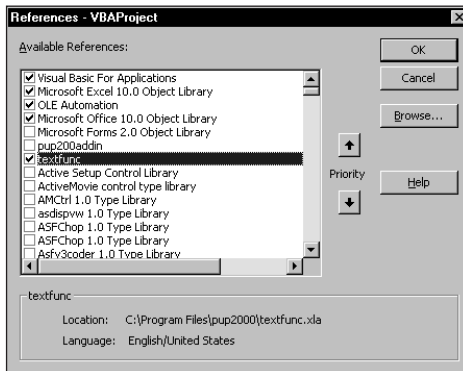 References - VBAProject
Available References:
Visual Basic For Applications
Microsoft Excel 10.0 Object Library
OLE Automation
Microsoft Office 10.0 Object Library
Microsoft Forms 2.0 Object Library
pup200addin
textfunc
Active Setup Control Library
ActiveMovie control type library
AMCtrl 1.0 Type Library
asdispvw 1.0 Type Library
ASFChop 1.0 Type Library
ASFChop 1.0 Type Library
Asfv3coder 1.0 Type Library
OK
Cancel
Browse...
Priority
Help
textfunc
Location: C:\Program Files\pup2000\textfunc.xla
Language: English/United States